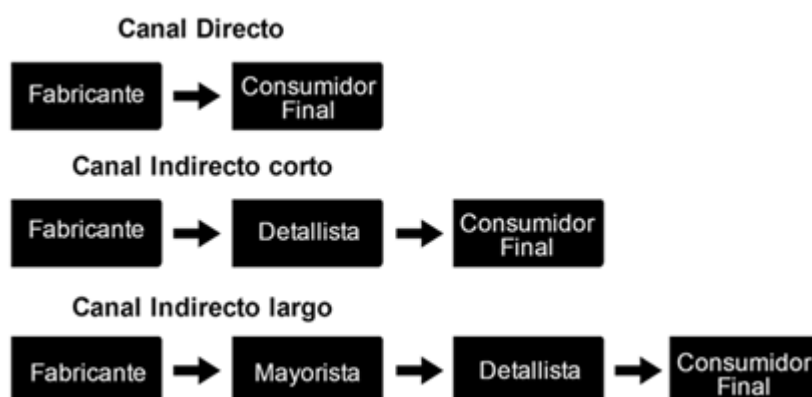 Canal Directo
Fabricante
Consumidor
Final
Canal Indirecto corto
Fabricante
Detallista
Consumidor
Final
Canal Indirecto largo
Fabricante
Mayorista
Detallista
Consumidor
Final